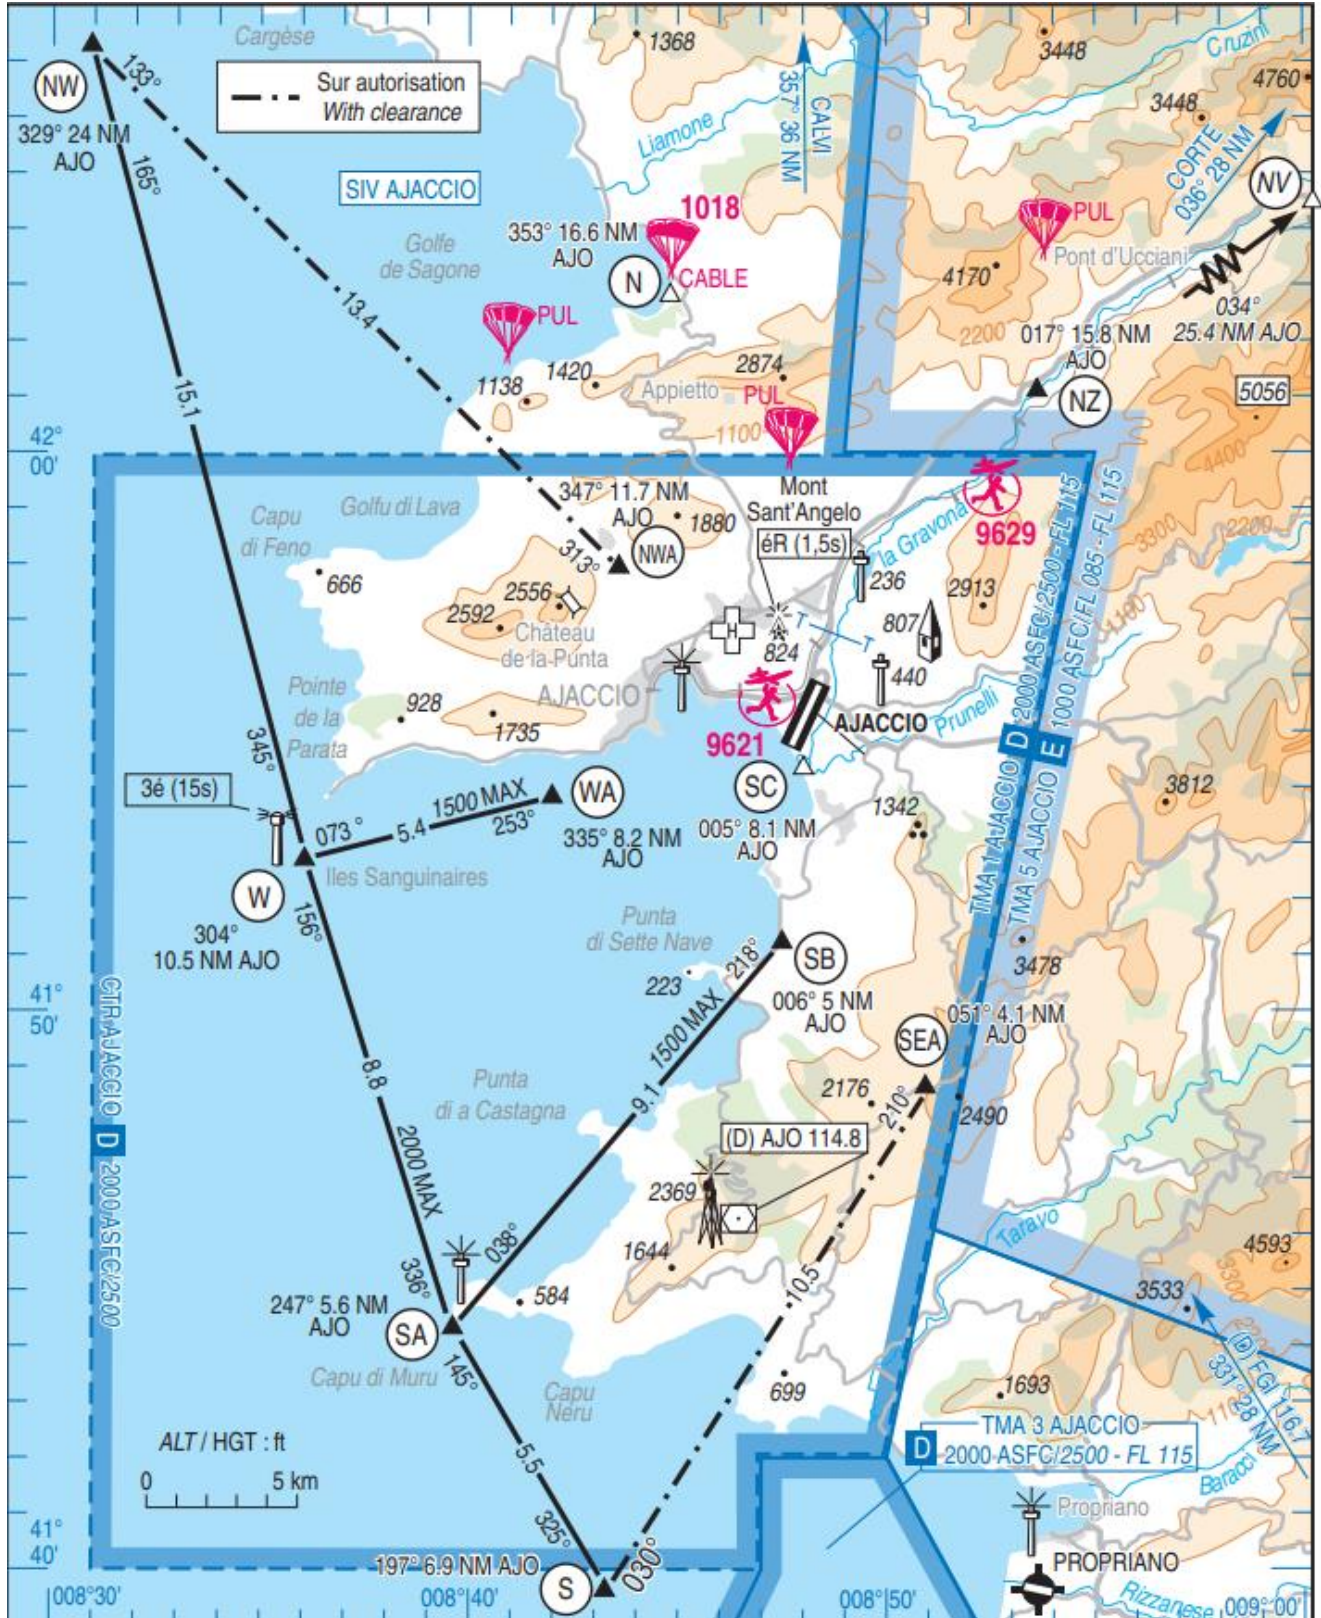 Cargèse
1368
3448
Cruzini
4760
NW
133°
Sur autorisation
With clearance
357° 36 NM
CALVI
3448
329° 24 NM
AJO
165°
Liamone
CORTE
036° 28 NM
NV
SIV AJACCIO
1018
353° 16.6 NM
AJO
PUL
Golfe
de Sagone
N
CABLE
Pont d'Ucciani
4170
034°
25.4 NM AJO
13.4
PUL
2200
017° 15.8 NM
AJO
1138
1420
2874
Appietto
PUL
NZ
5056
15.1
1100
4400
42°
00'
Mont
Sant'Angelo
347° 11.7 NM
AJO
Golfu di Lava
1880
Capu
di Feno
la Gravona
9629
3300
2200
313°
NWA
éR (1,5s)
666
236
2556
2592
2913
807
1100
Château
de la Punta
T
T
824
440
AJACCIO
Pointe
de la
Parata
928
1735
9621
AJACCIO
Prunelli
TMA 1 AJACCIO D 2000 ASFC/2500 - FL 115
TMA 5 AJACCIO E 1000 ASFC/FL 085 - FL 115
345°
3é (15s)
073°
5.4
1500 MAX
253°
WA
SC
3812
335° 8.2 NM
AJO
005° 8.1 NM
AJO
1342
Iles Sanguinaires
W
156°
304°
10.5 NM AJO
Punta
di Sette Nave
218°
SB
223
3478
006° 5 NM
AJO
051° 4.1 NM
AJO
SEA
41°
50'
CTR AJACCIO D 2000 ASFC/2500
8.8
2000 MAX
9.1
1500 MAX
Punta
di a Castagna
2176
210°
2490
(D) AJO 114.8
2369
Taravo
038°
1644
10.5
4593
3300
336°
247° 5.6 NM
AJO
584
3533
SA
145°
Capu di Muru
Capu
Neru
699
1693
(D) FGI 116.7
331° 28 NM
TMA 3 AJACCIO
D 2000 ASFC/2500 - FL 115
Baracci
ALT / HGT : ft
0 5 km
5.5
Propriano
41°
40'
325°
197° 6.9 NM AJO
S
030°
PROPRIANO
Rizzanese
008°30'
008°40'
008°50'
009°00'